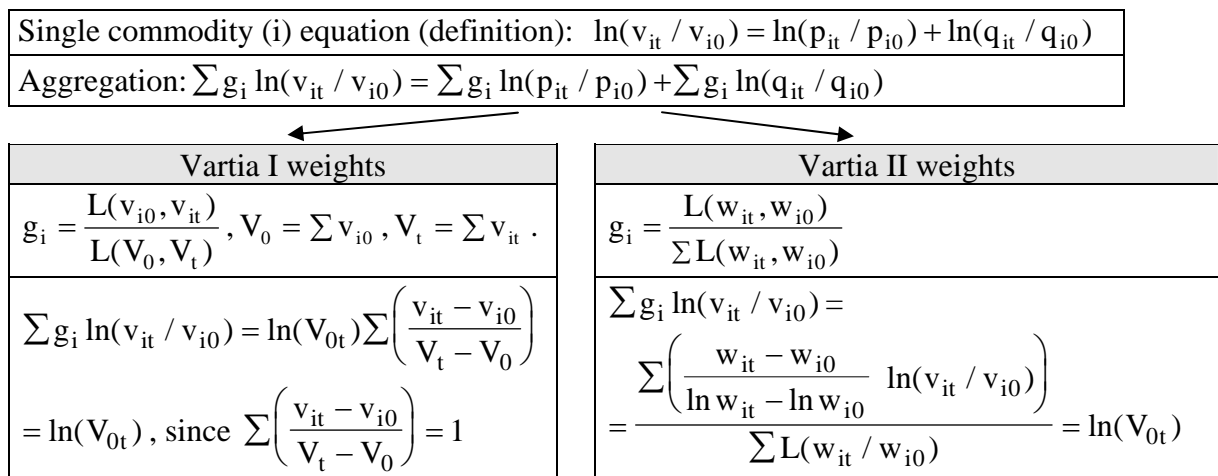 Single commodity (i) equation (definition): ln(v_it / v_i0) = ln(p_it / p_i0) + ln(q_it / q_i0)
Aggregation: ∑ g_i ln(v_it / v_i0) = ∑ g_i ln(p_it / p_i0) + ∑ g_i ln(q_it / q_i0)
Vartia I weights
g_i = L(v_i0, v_it) / L(V_0, V_t) , V_0 = ∑ v_i0 , V_t = ∑ v_it .
∑ g_i ln(v_it / v_i0) = ln(V_0t) ∑ ((v_it − v_i0) / (V_t − V_0))
= ln(V_0t) , since ∑ ((v_it − v_i0) / (V_t − V_0)) = 1
Vartia II weights
g_i = L(w_it, w_i0) / ∑ L(w_it, w_i0)
∑ g_i ln(v_it / v_i0) =
= ∑ ((w_it − w_i0) / (ln w_it − ln w_i0) ln(v_it / v_i0)) / ∑ L(w_it / w_i0) = ln(V_0t)